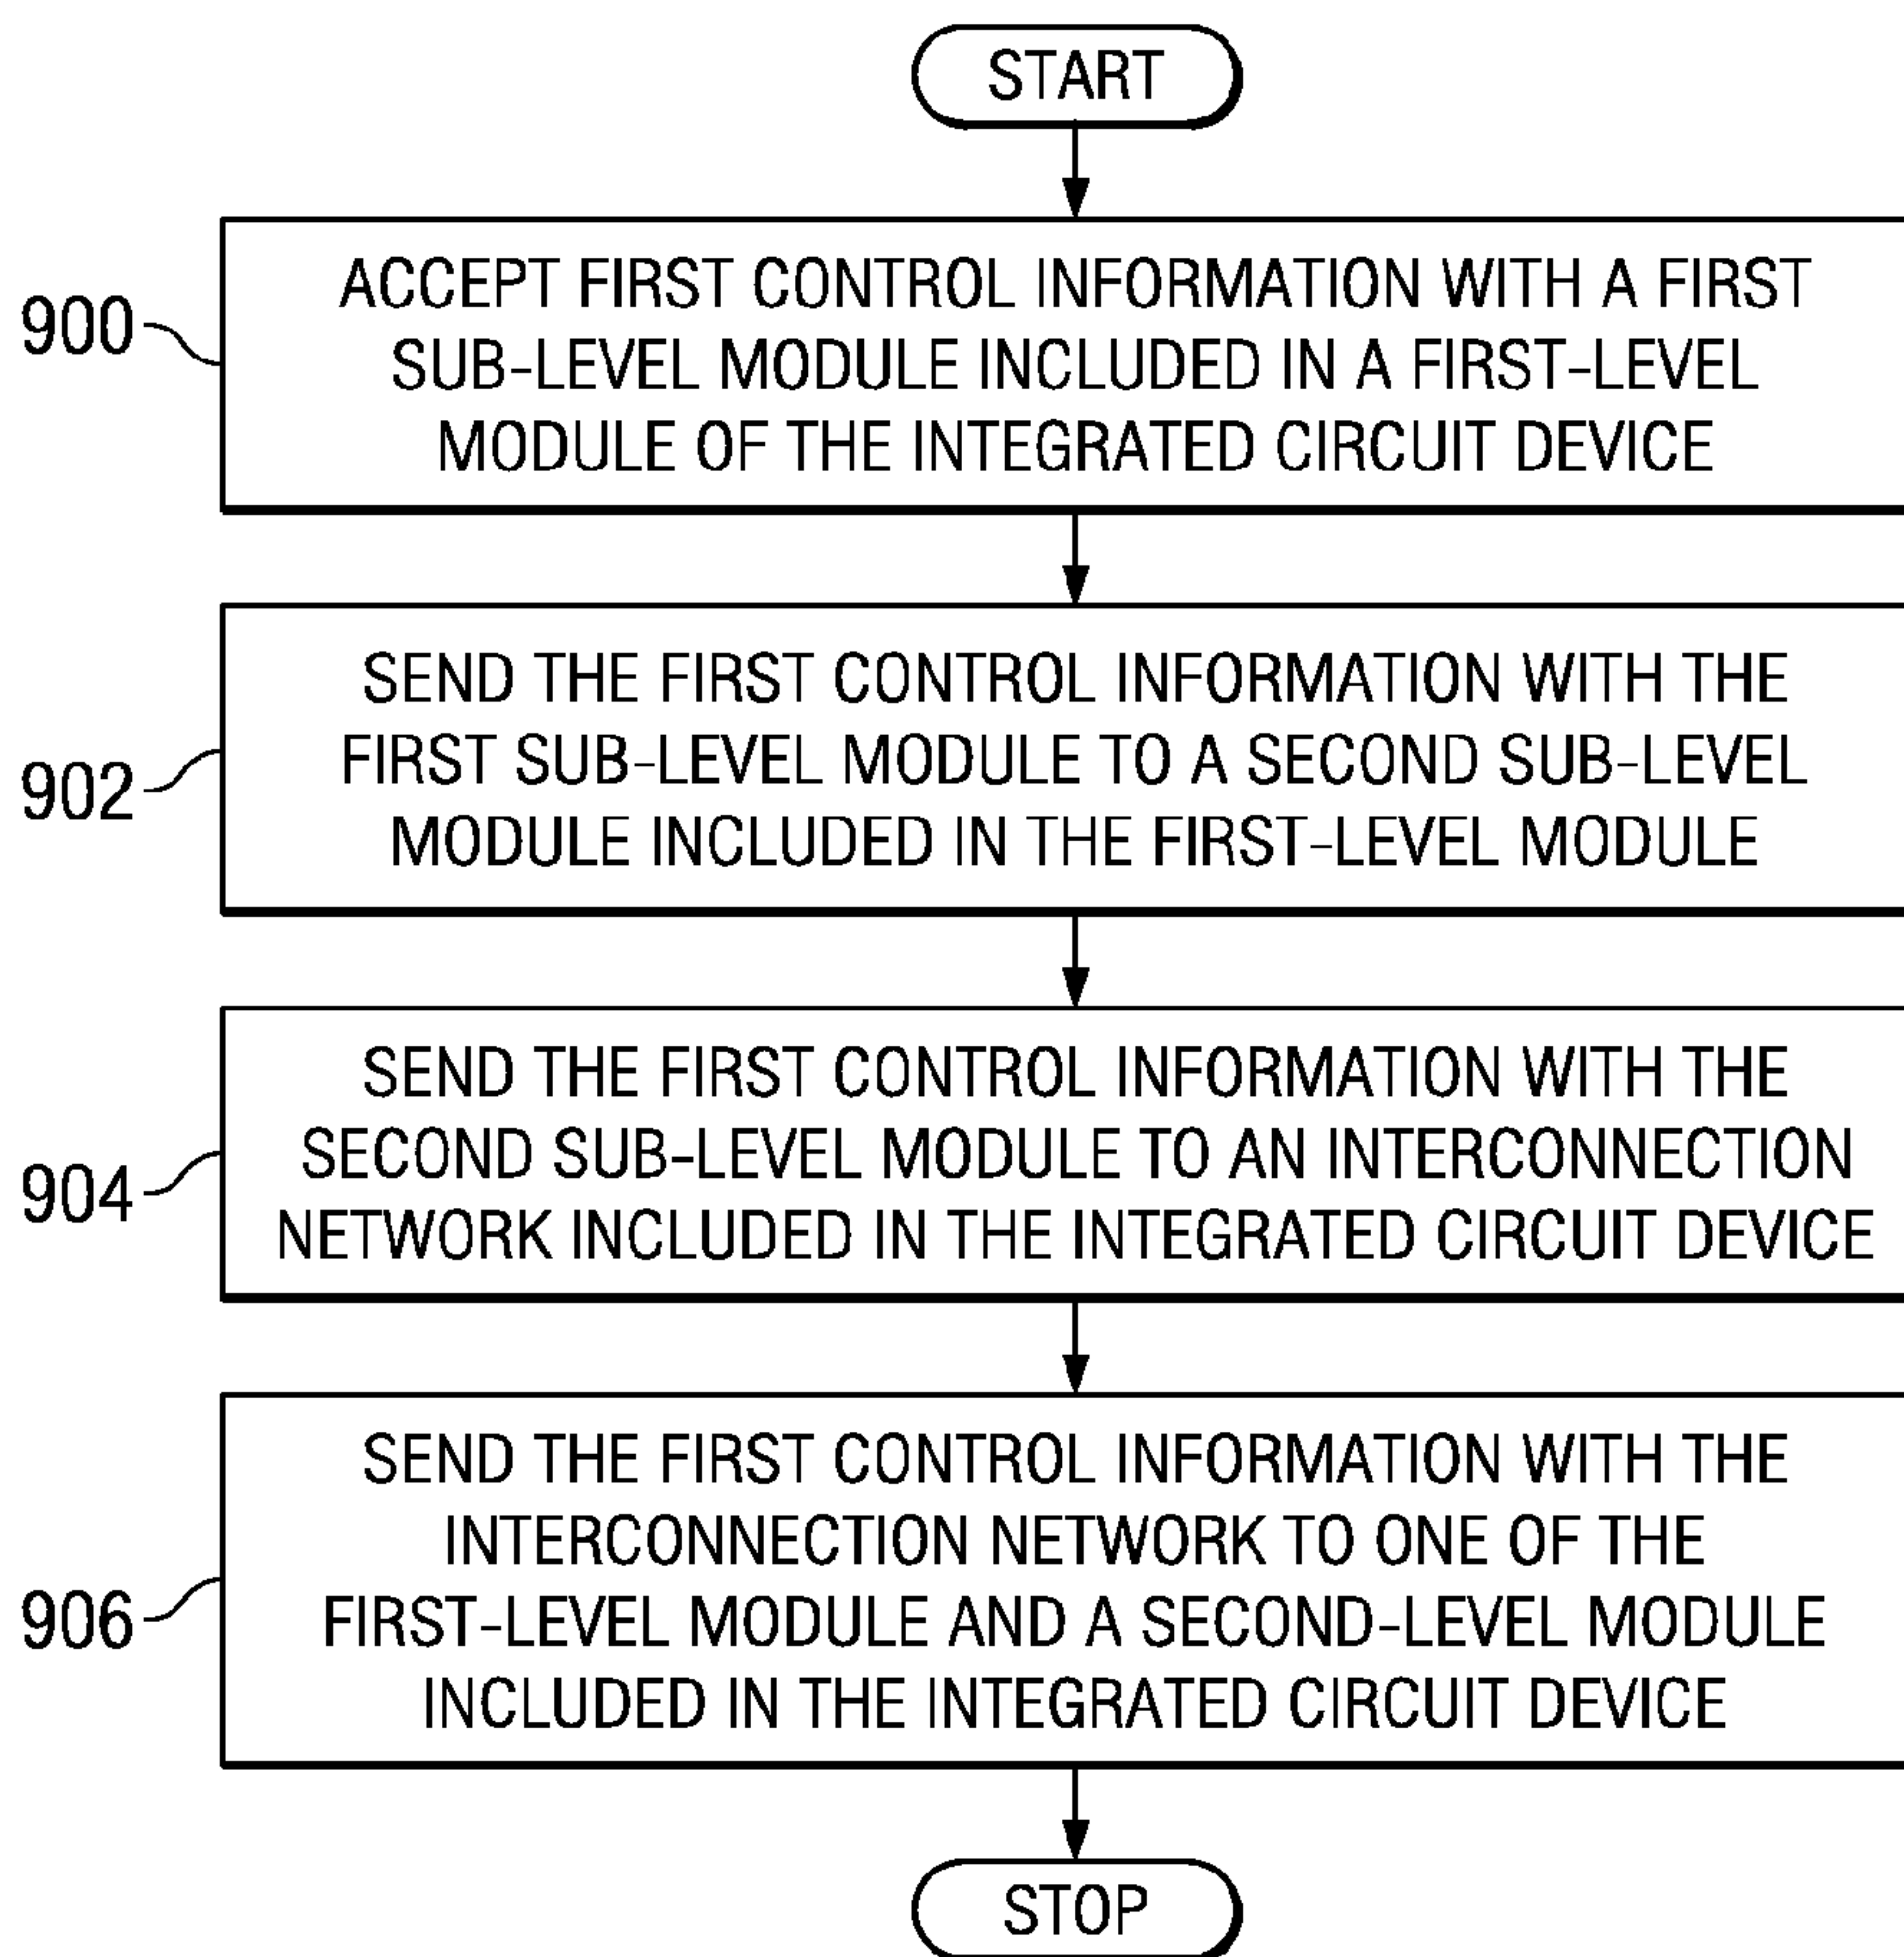 START
900
ACCEPT FIRST CONTROL INFORMATION WITH A FIRST
SUB-LEVEL MODULE INCLUDED IN A FIRST-LEVEL
MODULE OF THE INTEGRATED CIRCUIT DEVICE
902
SEND THE FIRST CONTROL INFORMATION WITH THE
FIRST SUB-LEVEL MODULE TO A SECOND SUB-LEVEL
MODULE INCLUDED IN THE FIRST-LEVEL MODULE
904
SEND THE FIRST CONTROL INFORMATION WITH THE
SECOND SUB-LEVEL MODULE TO AN INTERCONNECTION
NETWORK INCLUDED IN THE INTEGRATED CIRCUIT DEVICE
906
SEND THE FIRST CONTROL INFORMATION WITH THE
INTERCONNECTION NETWORK TO ONE OF THE
FIRST-LEVEL MODULE AND A SECOND-LEVEL MODULE
INCLUDED IN THE INTEGRATED CIRCUIT DEVICE
STOP